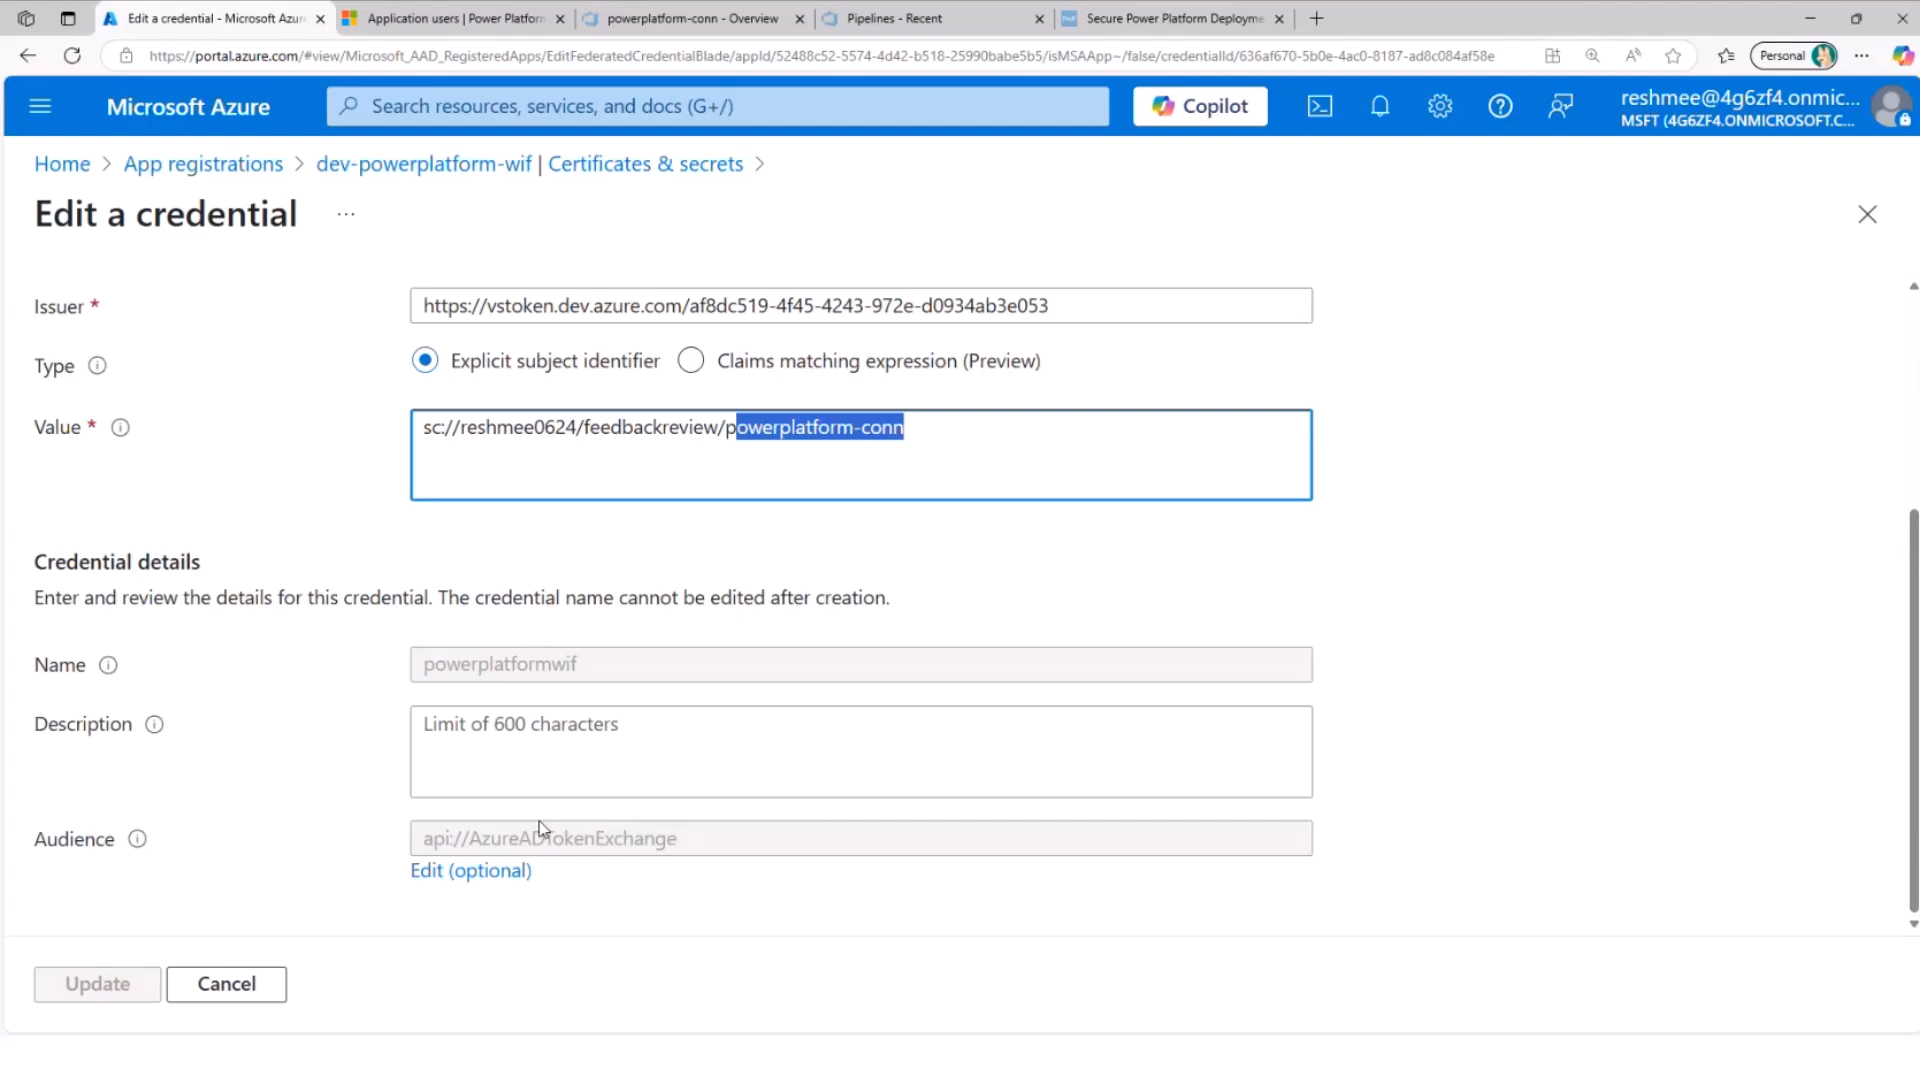 Edit a credential - Microsoft Azu
Application users | Power Platform
powerplatform-conn - Overview
Pipelines - Recent
Secure Power Platform Deployme
https://portal.azure.com/#view/Microsoft_AAD_RegisteredApps/EditFederatedCredentialBlade/appId/52488c52-5574-4d42-b518-25990babe5b5/isMSAApp~/false/credentialId/636af670-5b0e-4ac0-8187-ad8c084af58e
Personal
Microsoft Azure
Search resources, services, and docs (G+/)
Copilot
reshmee@4g6zf4.onmic...
MSFT (4G6ZF4.ONMICROSOFT.C...
Home > App registrations > dev-powerplatform-wif | Certificates & secrets >
Edit a credential ...
Issuer *
https://vstoken.dev.azure.com/af8dc519-4f45-4243-972e-d0934ab3e053
Type
Explicit subject identifier
Claims matching expression (Preview)
Value *
sc://reshmee0624/feedbackreview/powerplatform-conn
Credential details
Enter and review the details for this credential. The credential name cannot be edited after creation.
Name
powerplatformwif
Description
Limit of 600 characters
Audience
api://AzureADTokenExchange
Edit (optional)
Update
Cancel